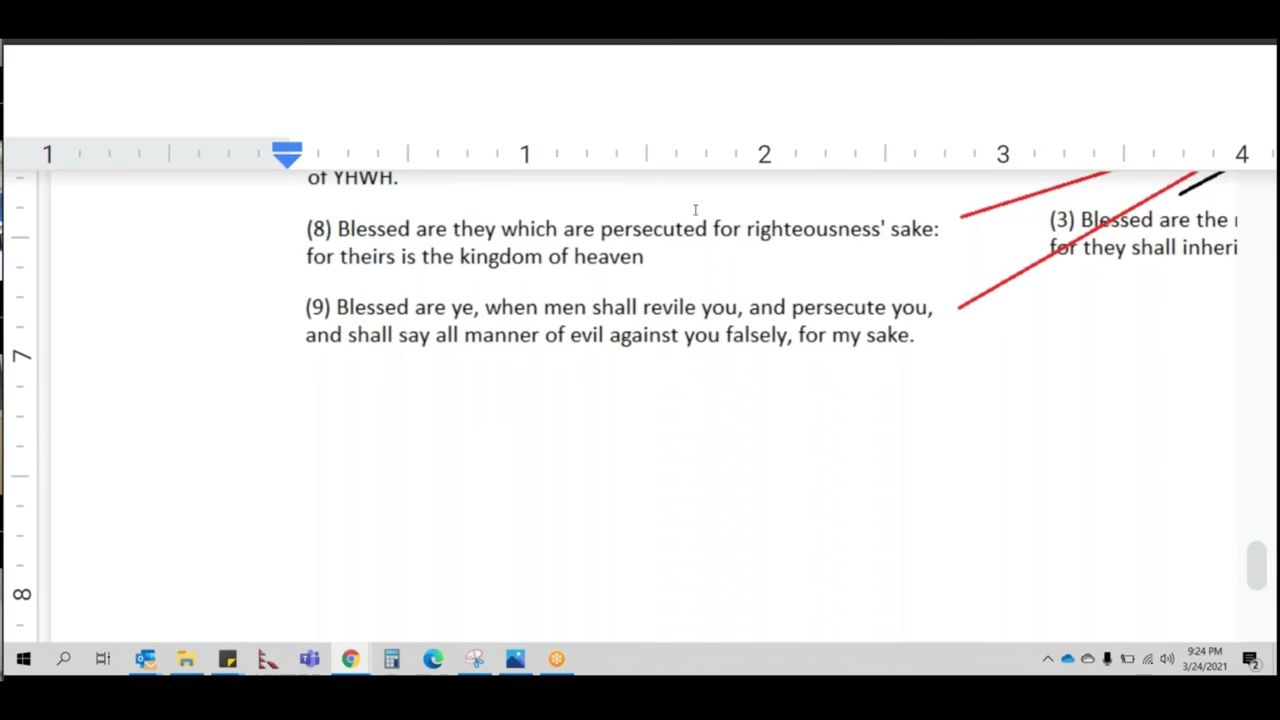 1 1 2 3 4
of YHWH.
(8) Blessed are they which are persecuted for righteousness' sake:
for theirs is the kingdom of heaven
(9) Blessed are ye, when men shall revile you, and persecute you,
and shall say all manner of evil against you falsely, for my sake.
(3) Blessed are the
for they shall inheri
7
8
9:24 PM
3/24/2021
2